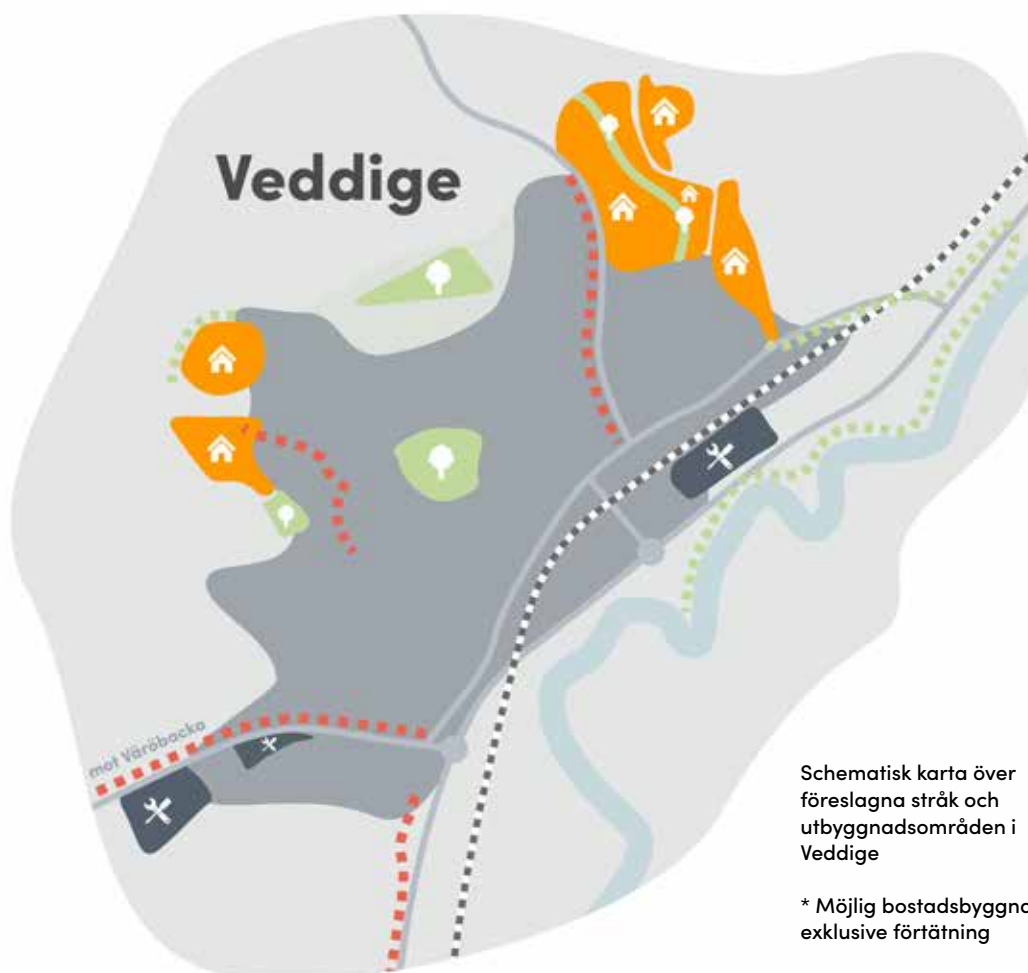 Veddige
mot Väröbacka
Schematisk karta över
föreslagna stråk och
utbyggnadsområden i
Veddige
* Möjlig bostadsbyggna
exklusive förtätning